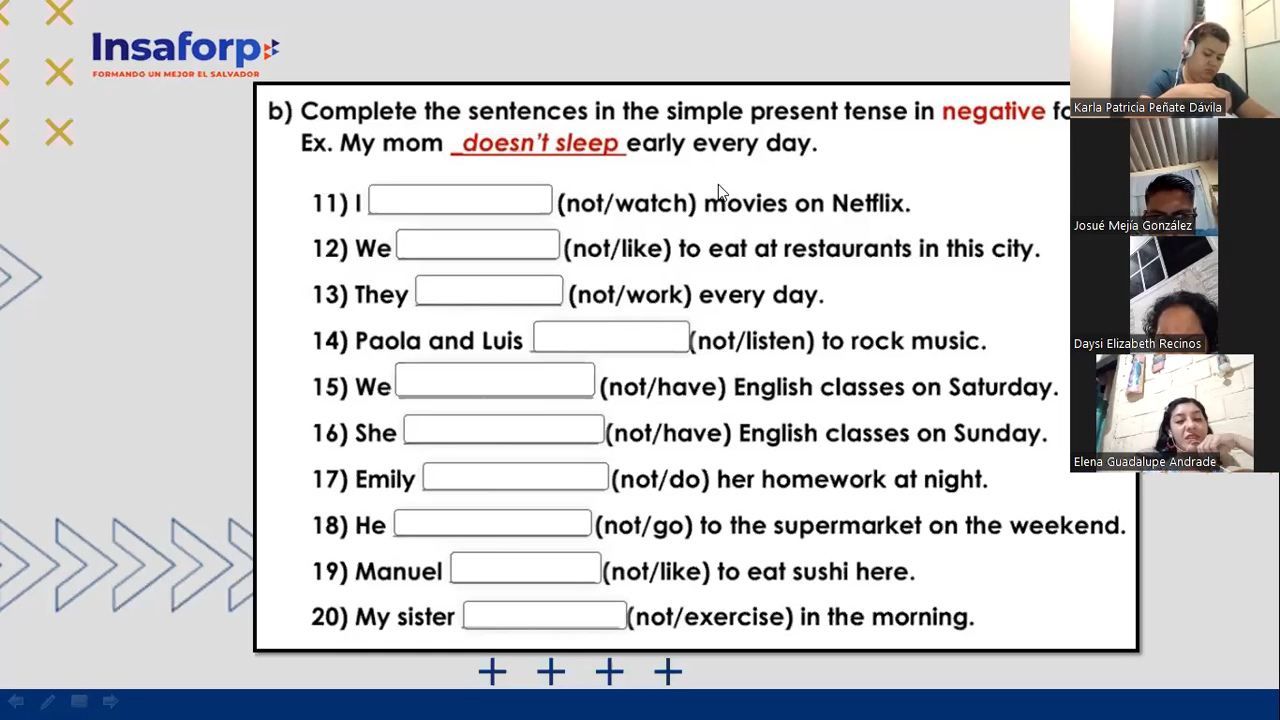 Insaforp
FORMANDO UN MEJOR EL SALVADOR
b) Complete the sentences in the simple present tense in negative
Ex. My mom _doesn't sleep_ early every day.
11) I (not/watch) movies on Netflix.
12) We (not/like) to eat at restaurants in this city.
13) They (not/work) every day.
14) Paola and Luis (not/listen) to rock music.
15) We (not/have) English classes on Saturday.
16) She (not/have) English classes on Sunday.
17) Emily (not/do) her homework at night.
18) He (not/go) to the supermarket on the weekend.
19) Manuel (not/like) to eat sushi here.
20) My sister (not/exercise) in the morning.
Karla Patricia Peñate Dávila
Josué Mejía González
Daysi Elizabeth Recinos
Elena Guadalupe Andrade